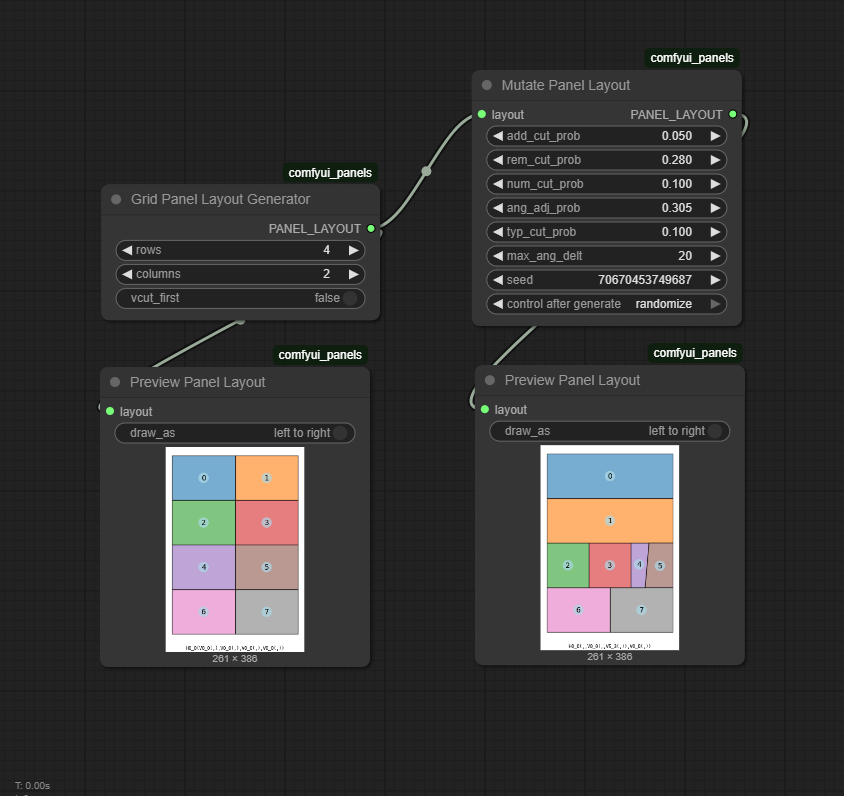 comfyui_panels
Mutate Panel Layout
layout PANEL_LAYOUT
add_cut_prob 0.050
rem_cut_prob 0.280
num_cut_prob 0.100
ang_adj_prob 0.305
typ_cut_prob 0.100
max_ang_delt 20
seed 70670453749687
control after generate randomize
comfyui_panels
Grid Panel Layout Generator
PANEL_LAYOUT
rows 4
columns 2
vcut_first false
comfyui_panels
Preview Panel Layout
layout
draw_as left to right
0 1
2 3
4 5
6 7
261 × 386
comfyui_panels
Preview Panel Layout
layout
draw_as left to right
0
1
2 3 4 5
6 7
261 × 386
T: 0.00s